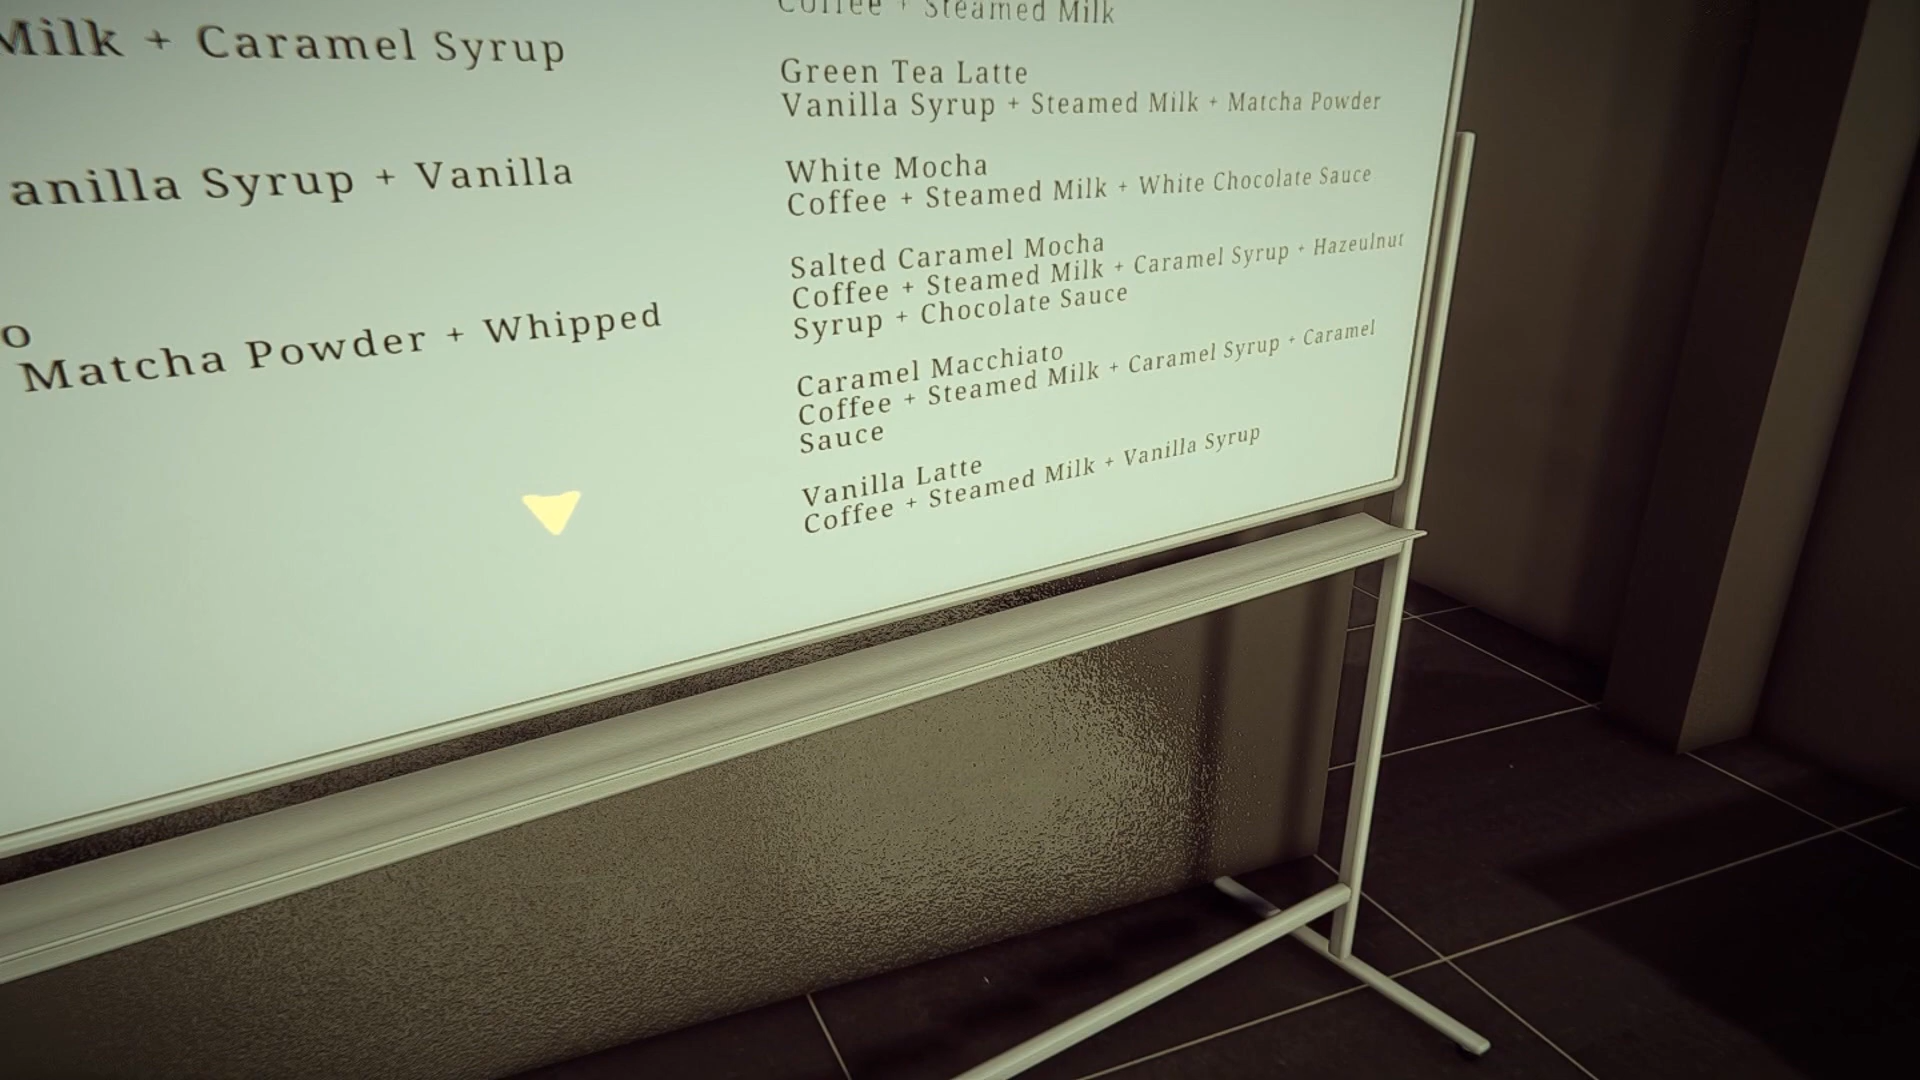 Milk + Caramel Syrup
anilla Syrup + Vanilla
o
Matcha Powder + Whipped
Coffee + Steamed Milk
Green Tea Latte
Vanilla Syrup + Steamed Milk + Matcha Powder
White Mocha
Coffee + Steamed Milk + White Chocolate Sauce
Salted Caramel Mocha
Coffee + Steamed Milk + Caramel Syrup + Hazeulnut
Syrup + Chocolate Sauce
Caramel Macchiato
Coffee + Steamed Milk + Caramel Syrup + Caramel
Sauce
Vanilla Latte
Coffee + Steamed Milk + Vanilla Syrup